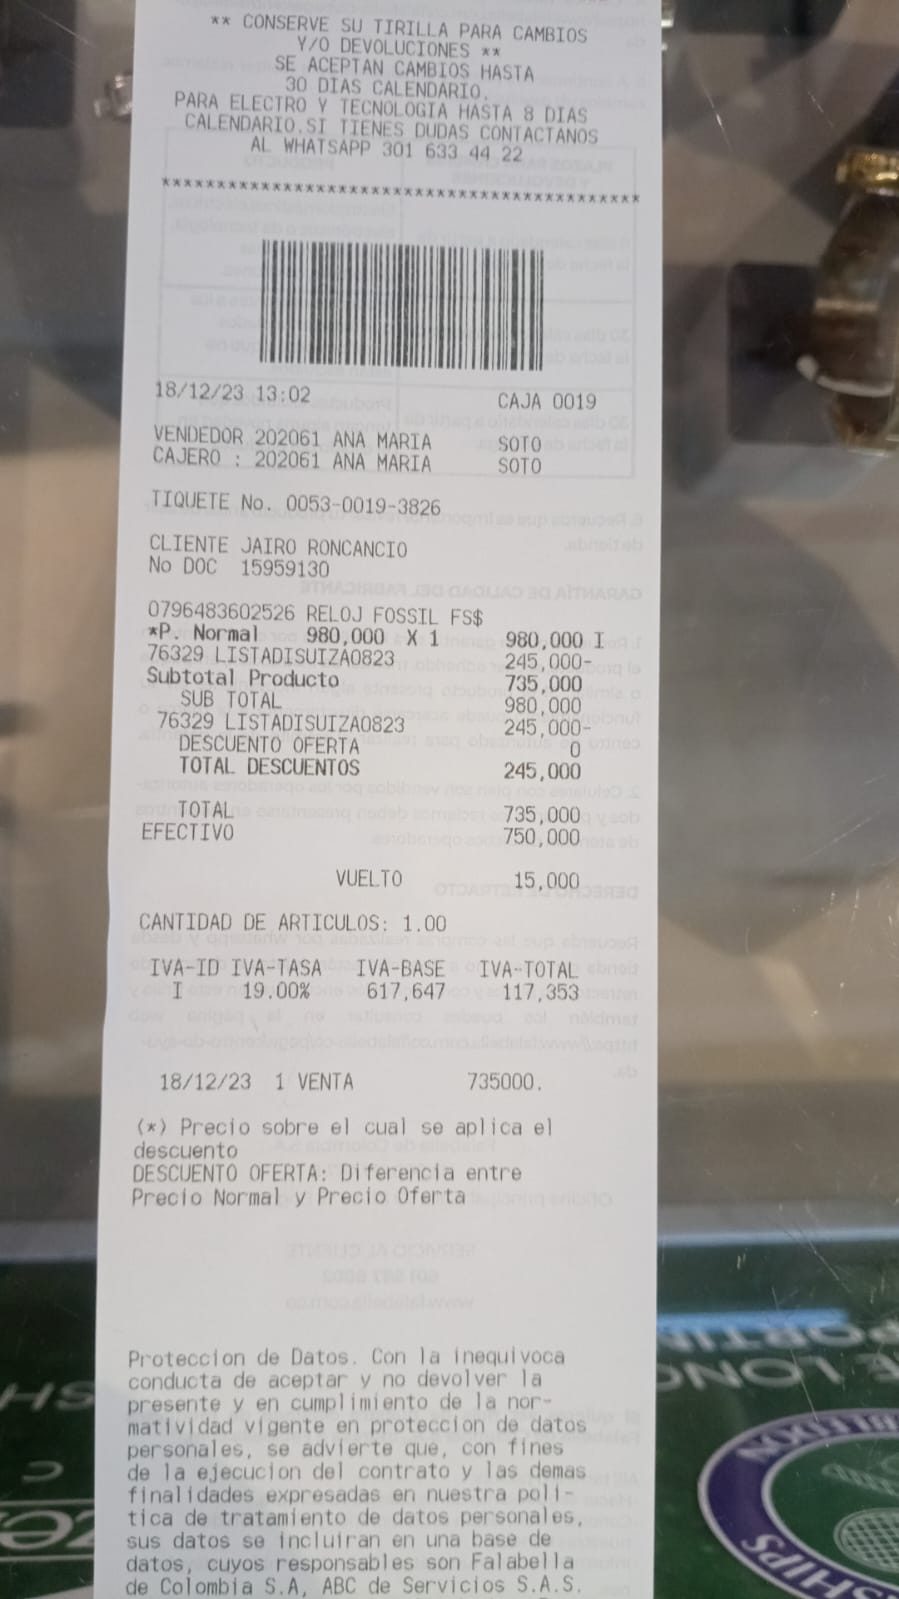 ** CONSERVE SU TIRILLA PARA CAMBIOS
Y/O DEVOLUCIONES **
SE ACEPTAN CAMBIOS HASTA
30 DIAS CALENDARIO.
PARA ELECTRO Y TECNOLOGIA HASTA 8 DIAS
CALENDARIO.SI TIENES DUDAS CONTACTANOS
AL WHATSAPP 301 633 44 22
******************************************
18/12/23 13:02 CAJA 0019
VENDEDOR 202061 ANA MARIA SOTO
CAJERO : 202061 ANA MARIA SOTO
TIQUETE No. 0053-0019-3826
CLIENTE JAIRO RONCANCIO
No DOC 15959130
0796483602526 RELOJ FOSSIL FS$
*P. Normal 980,000 X 1 980,000 I
76329 LISTADISUIZA0823 245,000-
Subtotal Producto 735,000
SUB TOTAL 980,000
76329 LISTADISUIZA0823 245,000-
DESCUENTO OFERTA 0
TOTAL DESCUENTOS 245,000
TOTAL 735,000
EFECTIVO 750,000
VUELTO 15,000
CANTIDAD DE ARTICULOS: 1.00
IVA-ID IVA-TASA IVA-BASE IVA-TOTAL
I 19.00% 617,647 117,353
18/12/23 1 VENTA 735000.
(*) Precio sobre el cual se aplica el
descuento
DESCUENTO OFERTA: Diferencia entre
Precio Normal y Precio Oferta
Proteccion de Datos. Con la inequivoca
conducta de aceptar y no devolver la
presente y en cumplimiento de la nor-
matividad vigente en proteccion de datos
personales, se advierte que, con fines
de la ejecucion del contrato y las demas
finalidades expresadas en nuestra poli-
tica de tratamiento de datos personales,
sus datos se incluiran en una base de
datos, cuyos responsables son Falabella
de Colombia S.A, ABC de Servicios S.A.S.